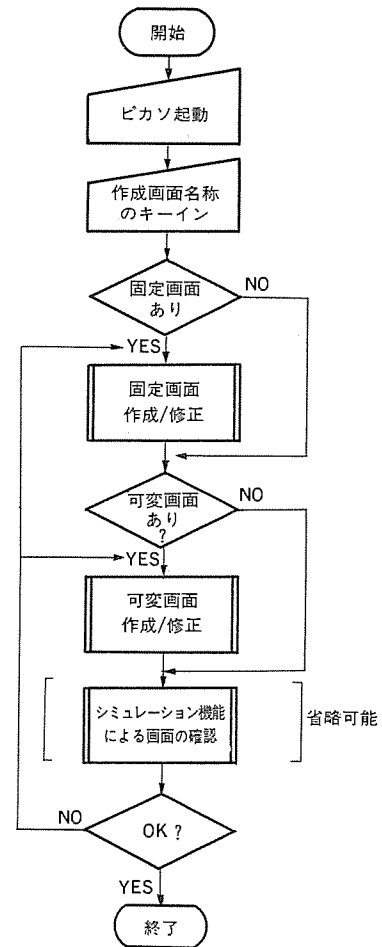 開始
ピカソ起動
作成画面名称
のキーイン
固定画面
あり
NO
YES
固定画面
作成/修正
可変画面
あり
?
NO
YES
可変画面
作成/修正
シミュレーション機能
による画面の確認
省略可能
OK ?
NO
YES
終了